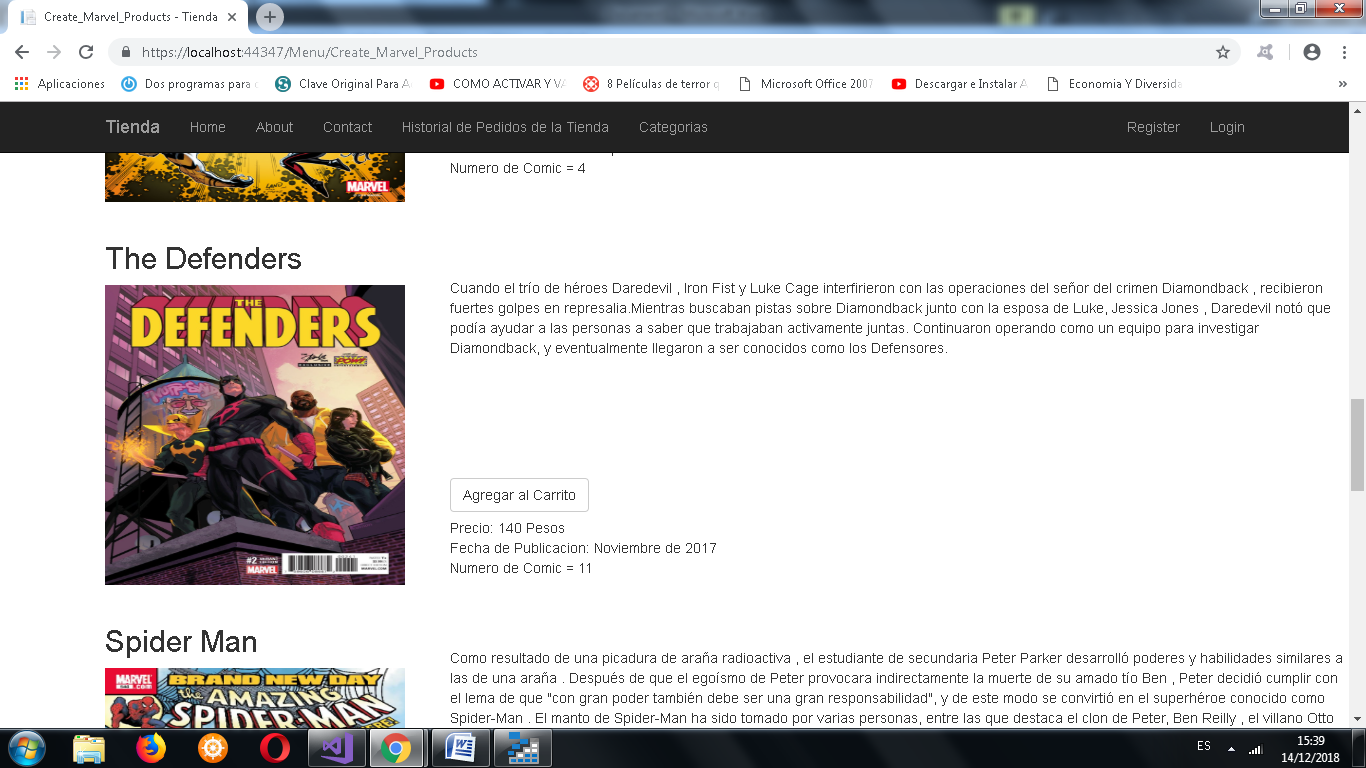 Create_Marvel_Products - Tienda
https://localhost:44347/Menu/Create_Marvel_Products
Aplicaciones
Dos programas para
Clave Original Para A
COMO ACTIVAR Y VA
8 Películas de terror q
Microsoft Office 2007
Descargar e Instalar A
Economia Y Diversida
»
Tienda
Home
About
Contact
Historial de Pedidos de la Tienda
Categorias
Register
Login
MARVEL
Numero de Comic = 4
The Defenders
THE
DEFENDERS
#2
MARVEL
Cuando el trío de héroes Daredevil , Iron Fist y Luke Cage interfirieron con las operaciones del señor del crimen Diamondback , recibieron
fuertes golpes en represalia.Mientras buscaban pistas sobre Diamondback junto con la esposa de Luke, Jessica Jones , Daredevil notó que
podía ayudar a las personas a saber que trabajaban activamente juntas. Continuaron operando como un equipo para investigar
Diamondback, y eventualmente llegaron a ser conocidos como los Defensores.
Agregar al Carrito
Precio: 140 Pesos
Fecha de Publicacion: Noviembre de 2017
Numero de Comic = 11
Spider Man
MARVEL
BRAND NEW DAY
the AMAZING
SPIDER-MAN
Como resultado de una picadura de araña radioactiva , el estudiante de secundaria Peter Parker desarrolló poderes y habilidades similares a
las de una araña . Después de que el egoísmo de Peter provocara indirectamente la muerte de su amado tío Ben , Peter decidió cumplir con
el lema de que "con gran poder también debe ser una gran responsabilidad", y de este modo se convirtió en el superhéroe conocido como
Spider-Man . El manto de Spider-Man ha sido tomado por varias personas, entre las que destaca el clon de Peter, Ben Reilly , el villano Otto
ES
15:39
14/12/2018